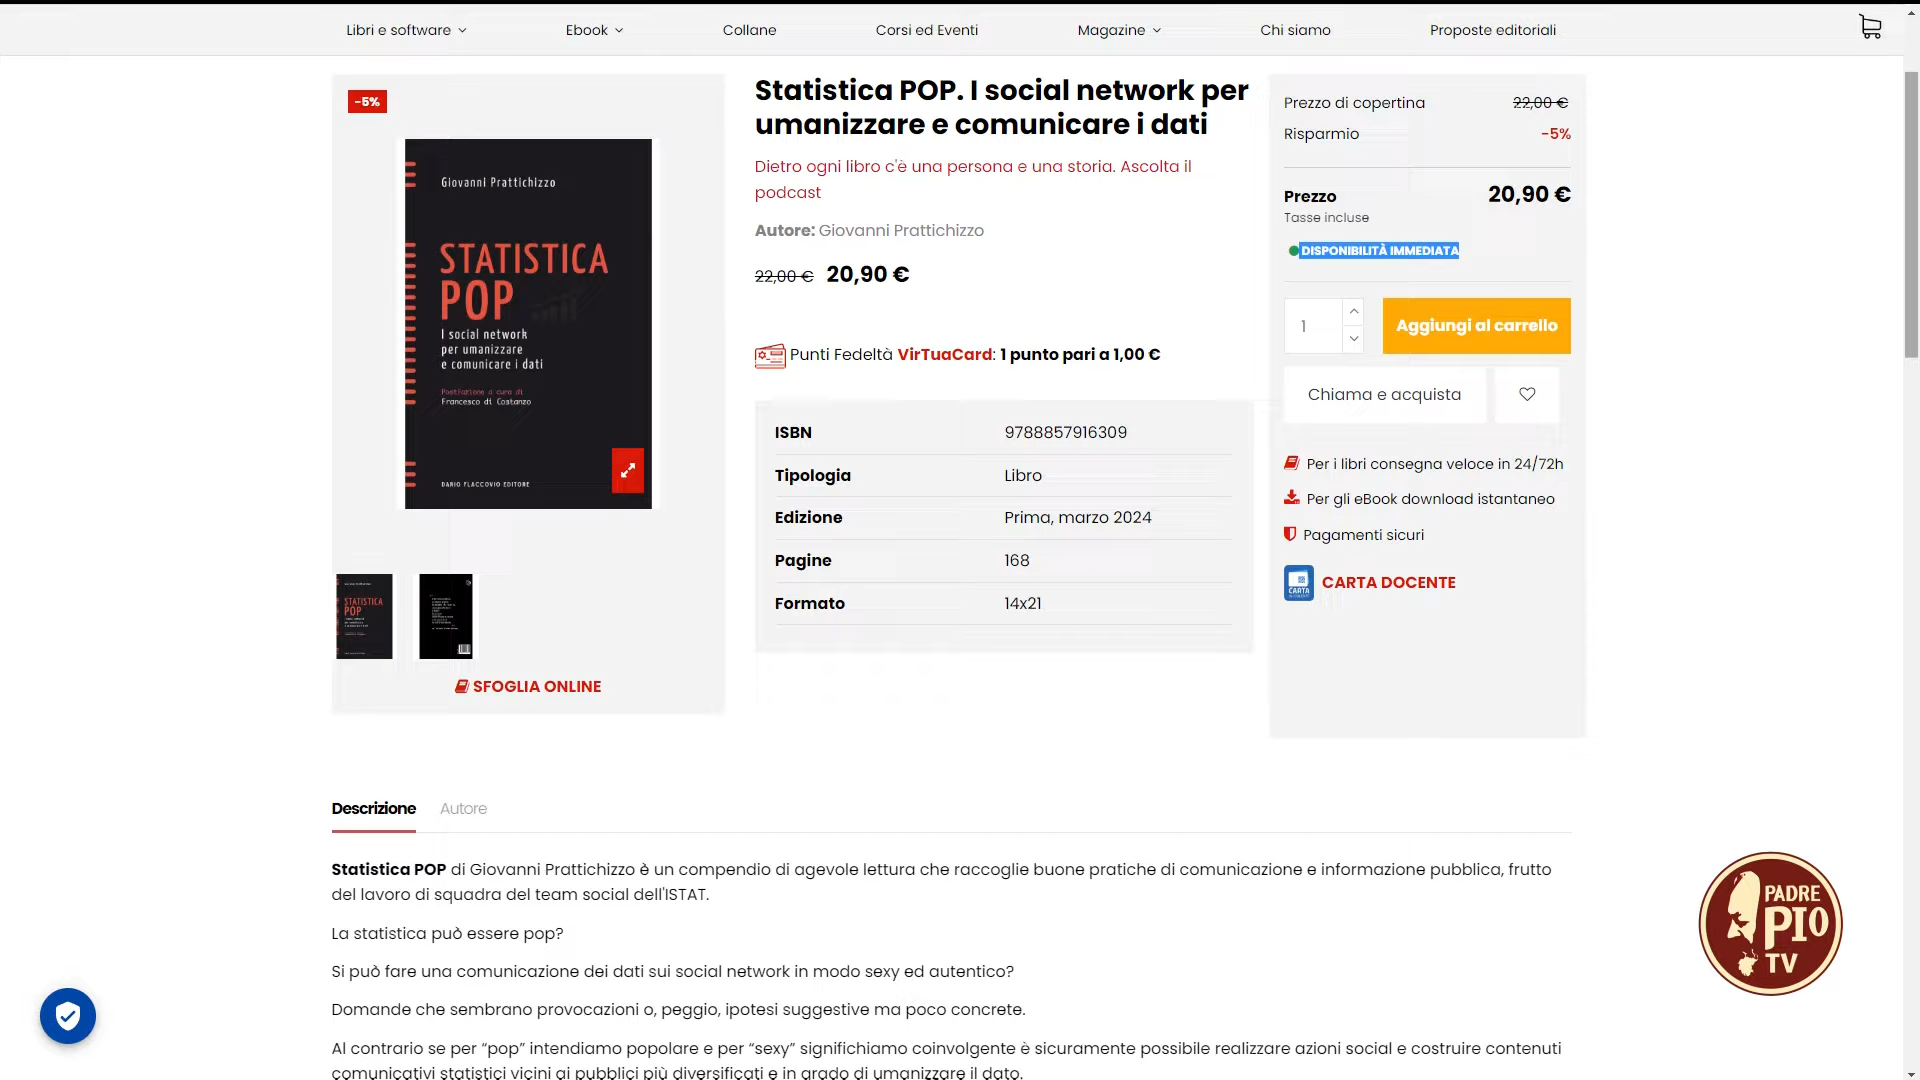 Libri e software
Ebook
Collane
Corsi ed Eventi
Magazine
Chi siamo
Proposte editoriali
-5%
Giovanni Prattichizzo
STATISTICA
POP
I social network
per umanizzare
e comunicare i dati
Postfazione a cura di
Francesco di Costanzo
DARIO FLACCOVIO EDITORE
SFOGLIA ONLINE
Statistica POP. I social network per
umanizzare e comunicare i dati
Dietro ogni libro c'è una persona e una storia. Ascolta il
podcast
Autore: Giovanni Prattichizzo
22,00 € 20,90 €
Punti Fedeltà VirTuaCard: 1 punto pari a 1,00 €
ISBN 9788857916309
Tipologia Libro
Edizione Prima, marzo 2024
Pagine 168
Formato 14x21
Prezzo di copertina 22,00 €
Risparmio -5%
Prezzo 20,90 €
Tasse incluse
DISPONIBILITÀ IMMEDIATA
1
Aggiungi al carrello
Chiama e acquista
Per i libri consegna veloce in 24/72h
Per gli eBook download istantaneo
Pagamenti sicuri
CARTA DOCENTE
Descrizione Autore
Statistica POP di Giovanni Prattichizzo è un compendio di agevole lettura che raccoglie buone pratiche di comunicazione e informazione pubblica, frutto
del lavoro di squadra del team social dell'ISTAT.
La statistica può essere pop?
Si può fare una comunicazione dei dati sui social network in modo sexy ed autentico?
Domande che sembrano provocazioni o, peggio, ipotesi suggestive ma poco concrete.
Al contrario se per “pop” intendiamo popolare e per “sexy” significhiamo coinvolgente è sicuramente possibile realizzare azioni social e costruire contenuti
comunicativi statistici vicini ai pubblici più diversificati e in grado di umanizzare il dato.
PADRE
PIO
TV